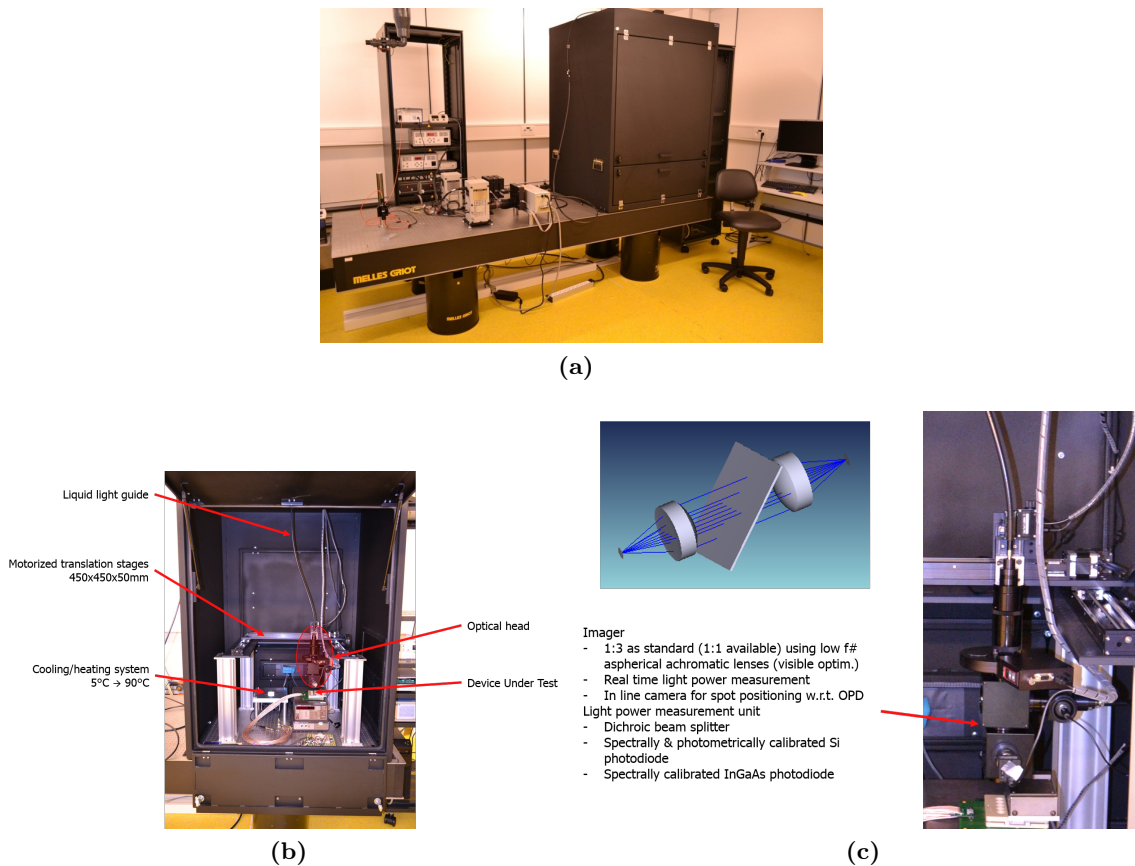 MELLES GRIOT
MELLES GRIOT
(a)
Liquid light guide
Motorized translation stages
450x450x50mm
Cooling/heating system
5°C → 90°C
Optical head
Device Under Test
(b)
Imager
- 1:3 as standard (1:1 available) using low f#
aspherical achromatic lenses (visible optim.)
- Real time light power measurement
- In line camera for spot positioning w.r.t. OPD
Light power measurement unit
- Dichroic beam splitter
- Spectrally & photometrically calibrated Si
photodiode
- Spectrally calibrated InGaAs photodiode
(c)